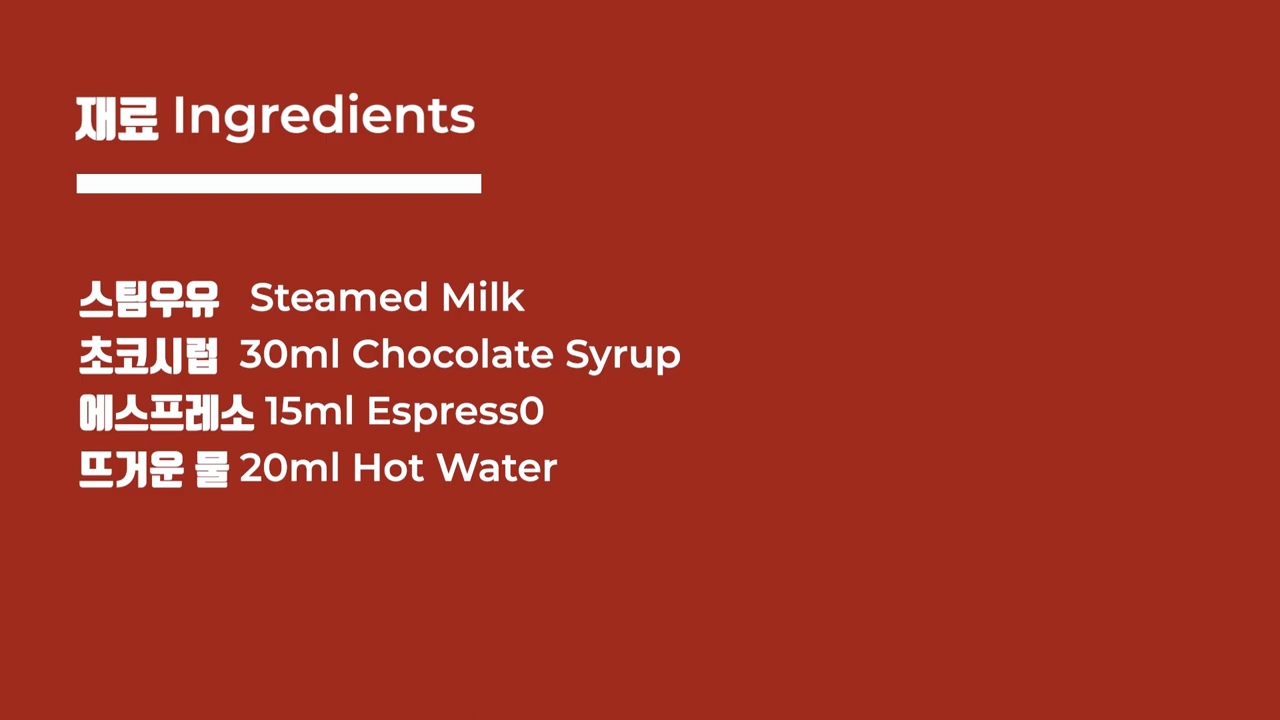 재료 Ingredients
스팀우유 Steamed Milk
초코시럽 30ml Chocolate Syrup
에스프레소 15ml Espress0
뜨거운 물 20ml Hot Water